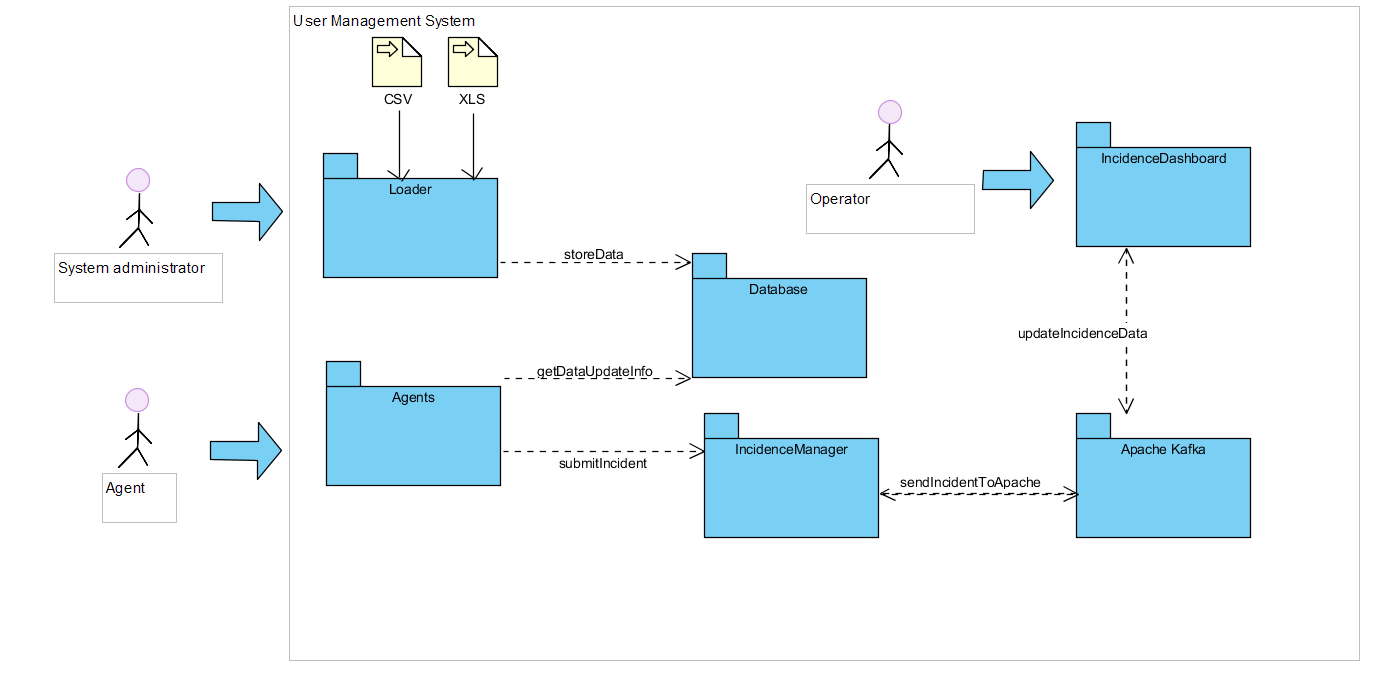 User Management System
CSV
XLS
Loader
System administrator
storeData
Operator
IncidenceDashboard
Database
updateIncidenceData
getDataUpdateInfo
Agents
Agent
submitIncident
IncidenceManager
sendIncidentToApache
Apache Kafka